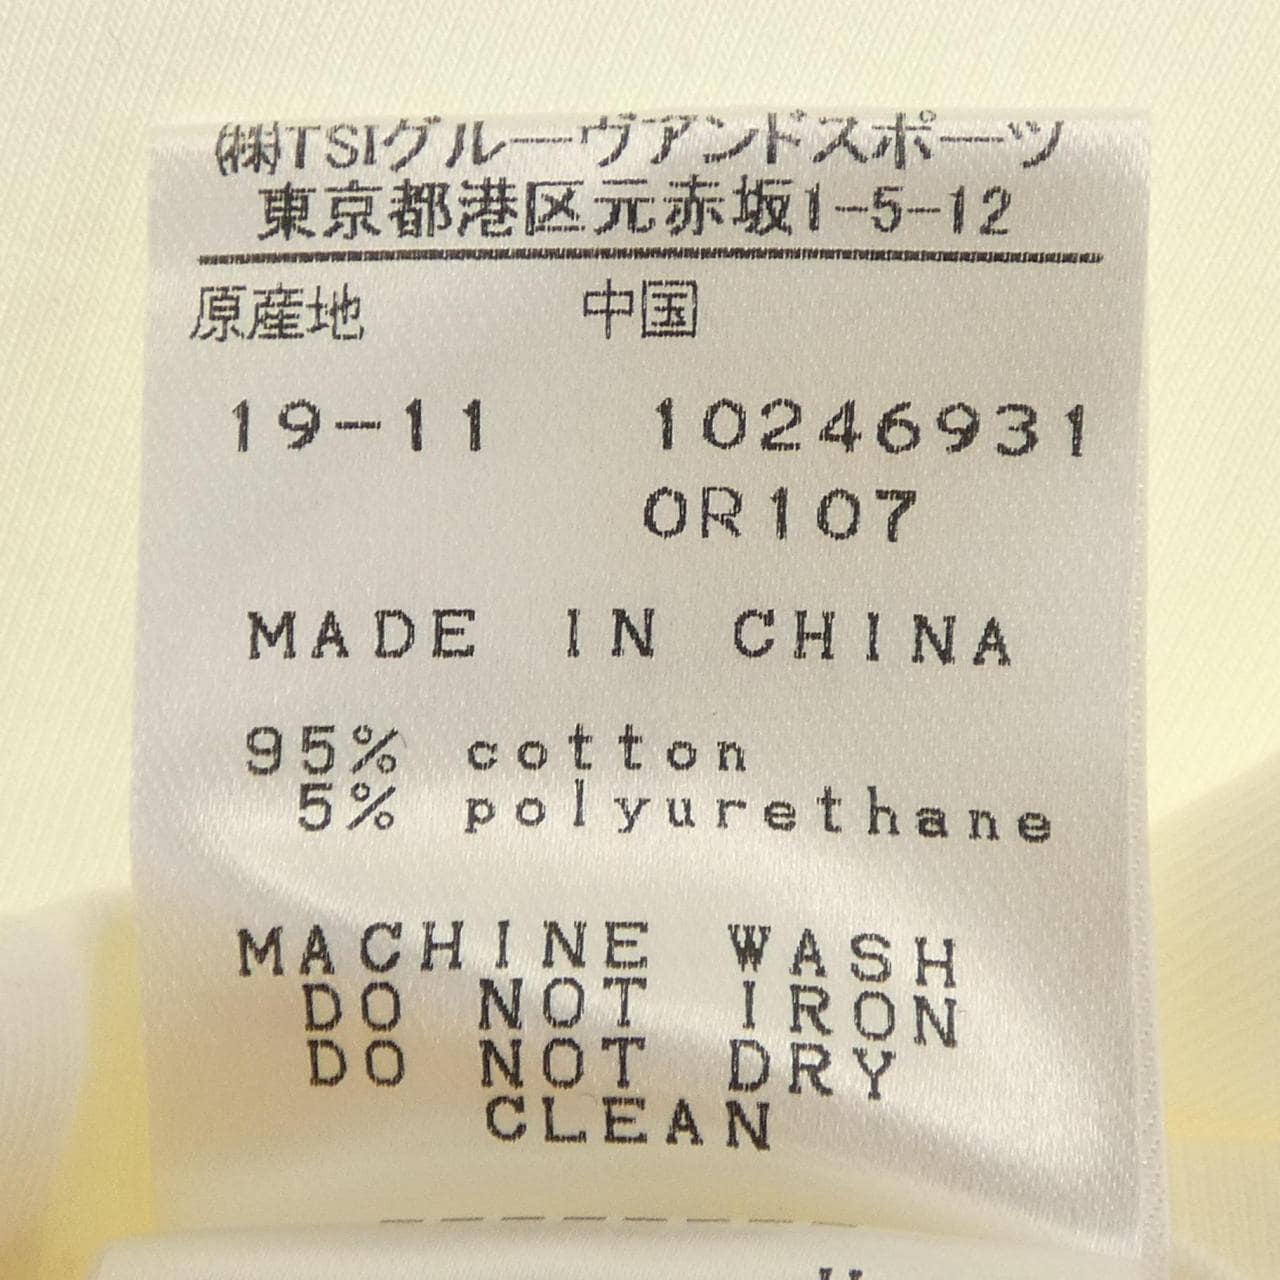 ㈱TSIグルーヴアンドスポーツ
東京都港区元赤坂1-5-12
原産地 中国
19-11 10246931
OR107
MADE IN CHINA
95% cotton
5% polyurethane
MACHINE WASH
DO NOT IRON
DO NOT DRY
CLEAN